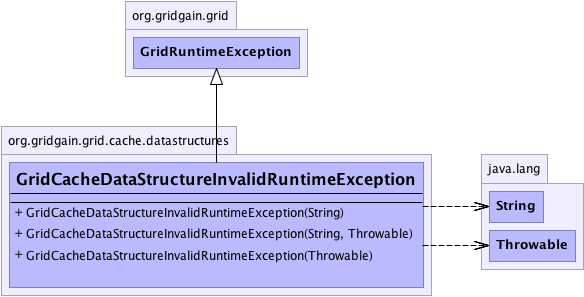 org.gridgain.grid
GridRuntimeException
org.gridgain.grid.cache.datastructures
GridCacheDataStructureInvalidRuntimeException
+ GridCacheDataStructureInvalidRuntimeException(String)
+ GridCacheDataStructureInvalidRuntimeException(String, Throwable)
+ GridCacheDataStructureInvalidRuntimeException(Throwable)
java.lang
String
Throwable